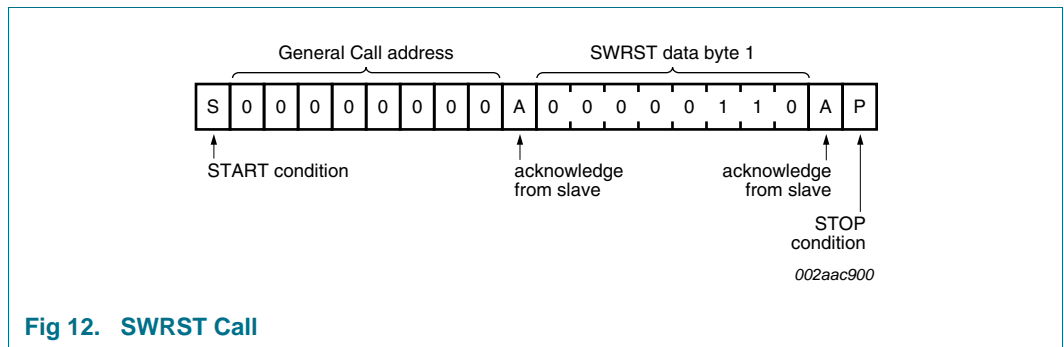 General Call address SWRST data byte 1
S 0 0 0 0 0 0 0 0 A 0 0 0 0 0 1 1 0 A P
START condition
acknowledge
from slave
acknowledge
from slave
STOP
condition
002aac900
Fig 12. SWRST Call